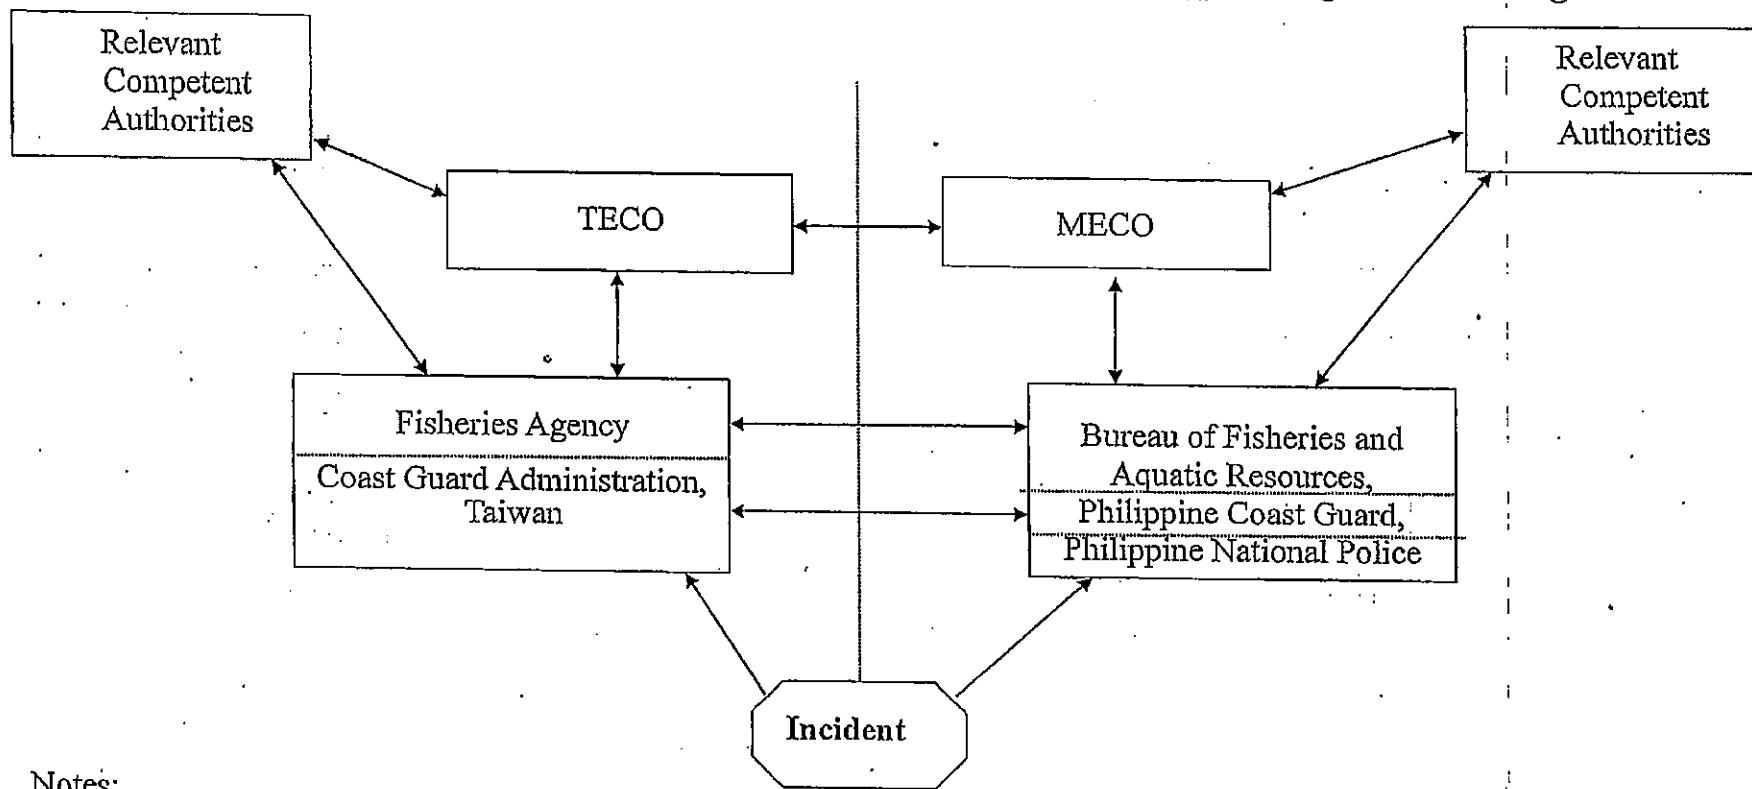 Relevant
Competent
Authorities
Relevant
Competent
Authorities
TECO
MECO
Fisheries Agency
Coast Guard Administration,
Taiwan
Bureau of Fisheries and
Aquatic Resources,
Philippine Coast Guard,
Philippine National Police
Incident
Notes: